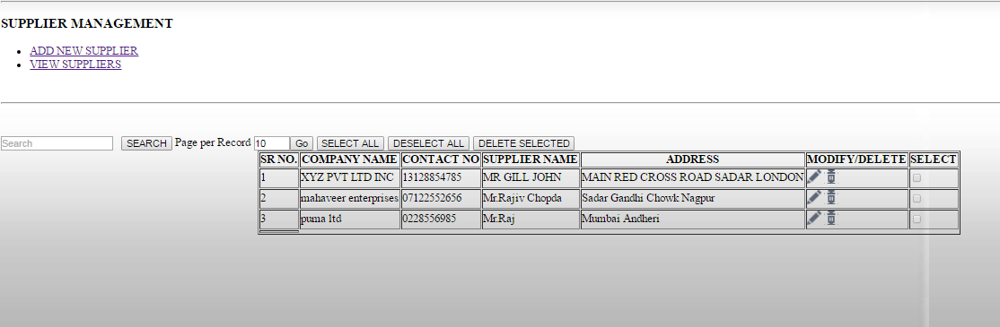 SUPPLIER MANAGEMENT
ADD NEW SUPPLIER
VIEW SUPPLIERS
Search SEARCH Page per Record 10 Go SELECT ALL DESELECT ALL DELETE SELECTED
SR NO. COMPANY NAME CONTACT NO SUPPLIER NAME ADDRESS MODIFY/DELETE SELECT
1 XYZ PVT LTD INC 13128854785 MR GILL JOHN MAIN RED CROSS ROAD SADAR LONDON
2 mahaveer enterprises 07122552656 Mr.Rajiv Chopda Sadar Gandhi Chowk Nagpur
3 puma ltd 0228556985 Mr.Raj Mumbai Andheri